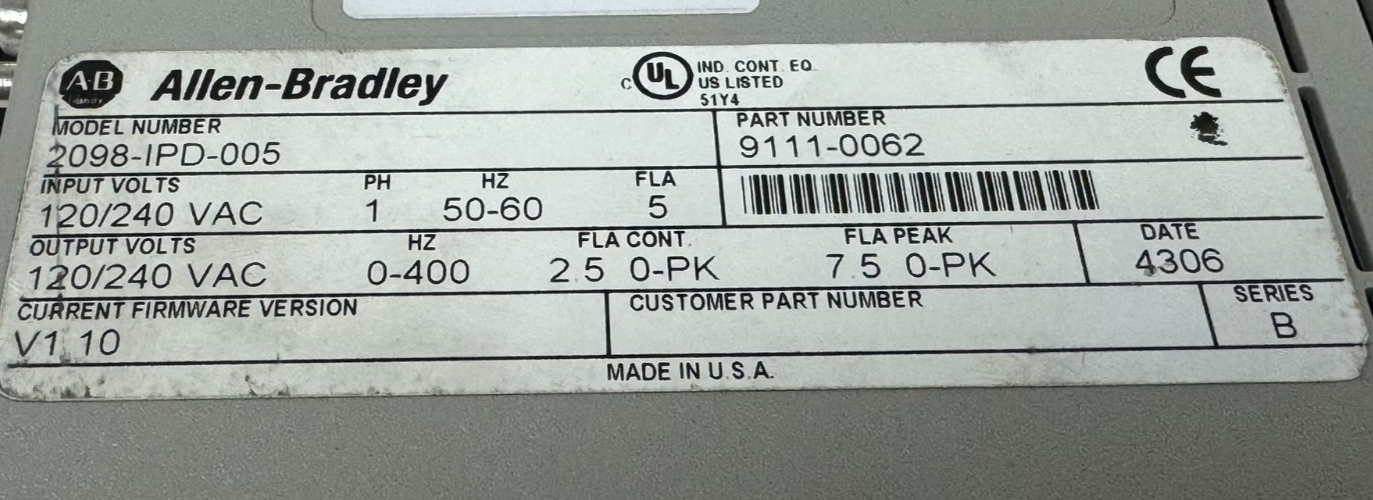 A-B Allen-Bradley
C UL IND. CONT. EQ.
US LISTED
51Y4
CE
MODEL NUMBER
2098-IPD-005
PART NUMBER
9111-0062
INPUT VOLTS PH HZ FLA
120/240 VAC 1 50-60 5
OUTPUT VOLTS HZ FLA CONT. FLA PEAK DATE
120/240 VAC 0-400 2.5 0-PK 7.5 0-PK 4306
CURRENT FIRMWARE VERSION CUSTOMER PART NUMBER SERIES
V1.10 B
MADE IN U.S.A.